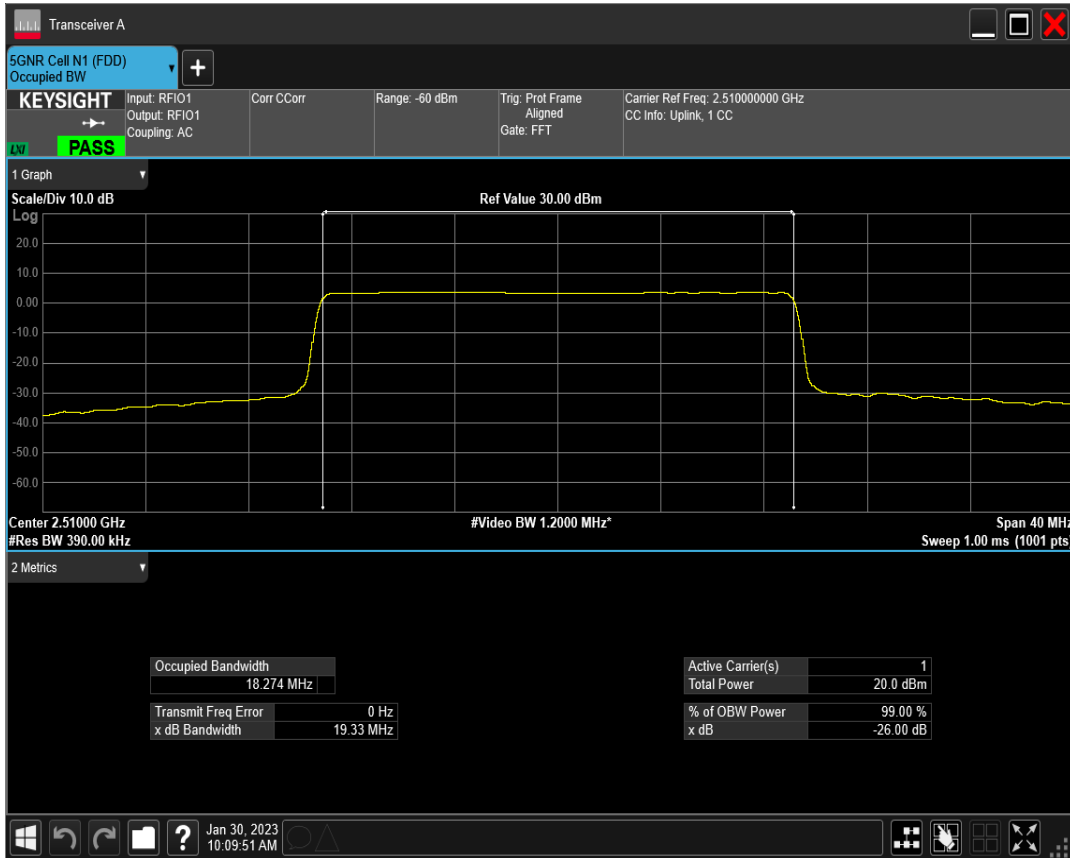 Transceiver A
5GNR Cell N1 (FDD)
Occupied BW
+
KEYSIGHT
LXI
PASS
Input: RFIO1
Output: RFIO1
Coupling: AC
Corr CCorr
Range: -60 dBm
Trig: Prot Frame
Aligned
Gate: FFT
Carrier Ref Freq: 2.510000000 GHz
CC Info: Uplink, 1 CC
1 Graph
Scale/Div 10.0 dB
Ref Value 30.00 dBm
Log
20.0
10.0
0.00
-10.0
-20.0
-30.0
-40.0
-50.0
-60.0
Center 2.51000 GHz
#Video BW 1.2000 MHz*
Span 40 MHz
#Res BW 390.00 kHz
Sweep 1.00 ms (1001 pts)
2 Metrics
Occupied Bandwidth
18.274 MHz
Transmit Freq Error 0 Hz
x dB Bandwidth 19.33 MHz
Active Carrier(s) 1
Total Power 20.0 dBm
% of OBW Power 99.00 %
x dB -26.00 dB
?
Jan 30, 2023
10:09:51 AM